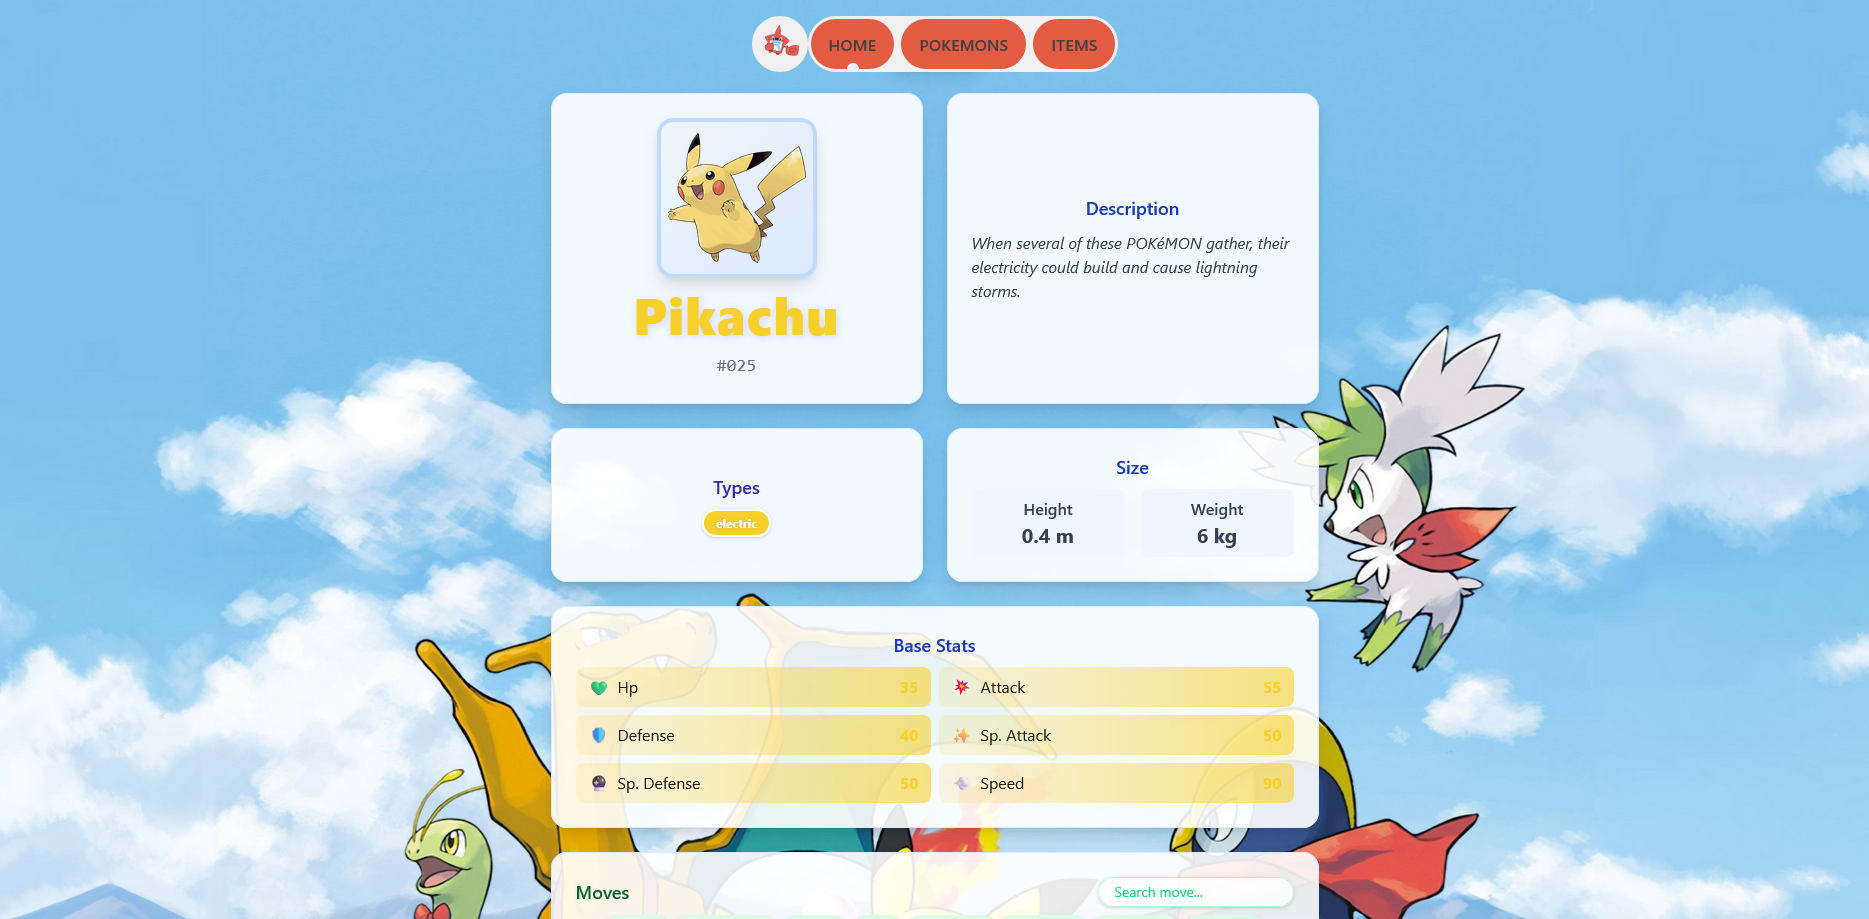 HOME
POKEMONS
ITEMS
Pikachu
#025
Description
When several of these POKéMON gather, their
electricity could build and cause lightning
storms.
Types
electric
Size
Height
0.4 m
Weight
6 kg
Base Stats
Hp 35
Attack 55
Defense 40
Sp. Attack 50
Sp. Defense 50
Speed 90
Moves
Search move...